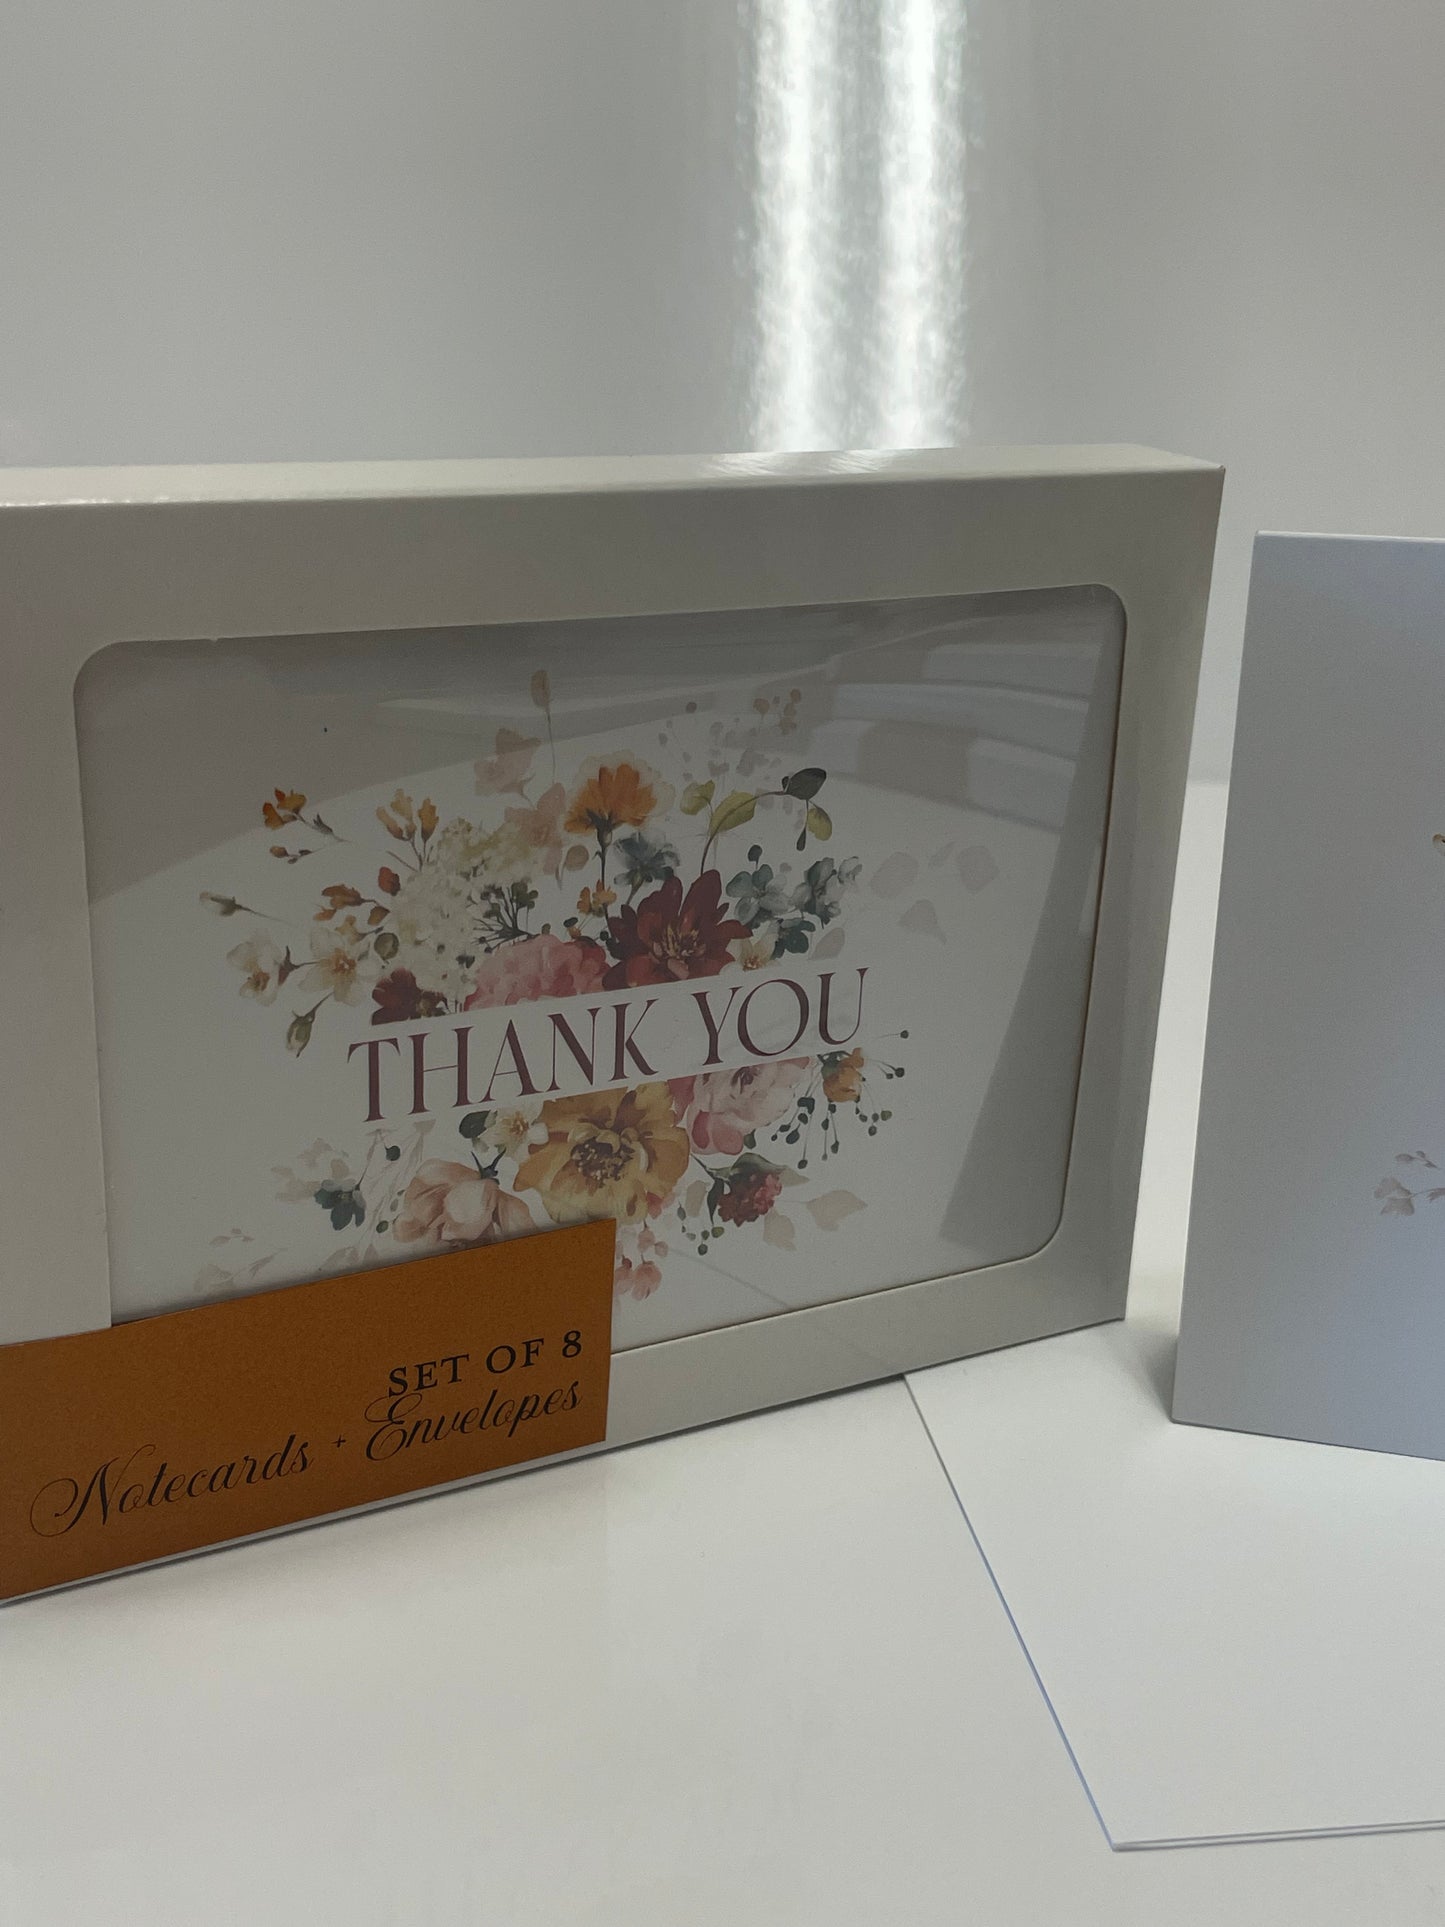 THANK YOU
SET OF 8
Notecards + Envelopes